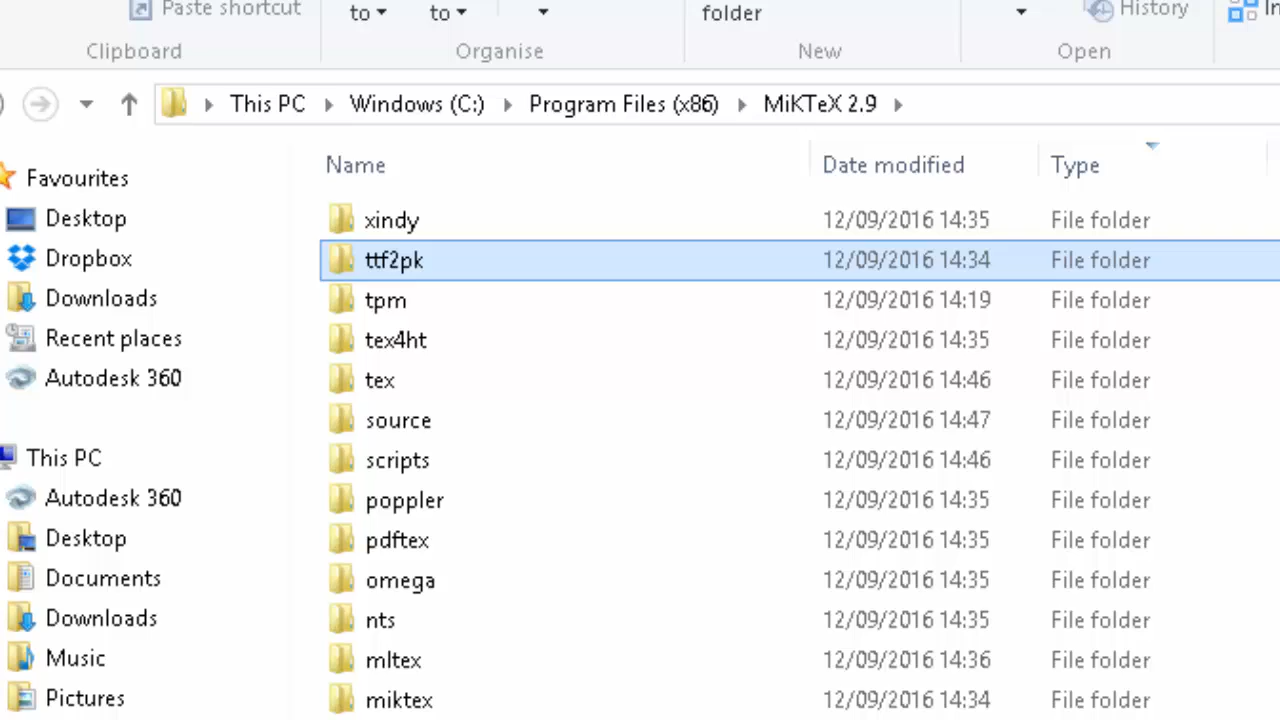 Paste shortcut
to to folder History
Clipboard Organise New Open
This PC Windows (C:) Program Files (x86) MiKTeX 2.9
Name Date modified Type
Favourites
Desktop
Dropbox
Downloads
Recent places
Autodesk 360
This PC
Autodesk 360
Desktop
Documents
Downloads
Music
Pictures
xindy 12/09/2016 14:35 File folder
ttf2pk 12/09/2016 14:34 File folder
tpm 12/09/2016 14:19 File folder
tex4ht 12/09/2016 14:35 File folder
tex 12/09/2016 14:46 File folder
source 12/09/2016 14:47 File folder
scripts 12/09/2016 14:46 File folder
poppler 12/09/2016 14:35 File folder
pdftex 12/09/2016 14:35 File folder
omega 12/09/2016 14:35 File folder
nts 12/09/2016 14:35 File folder
mltex 12/09/2016 14:36 File folder
miktex 12/09/2016 14:34 File folder